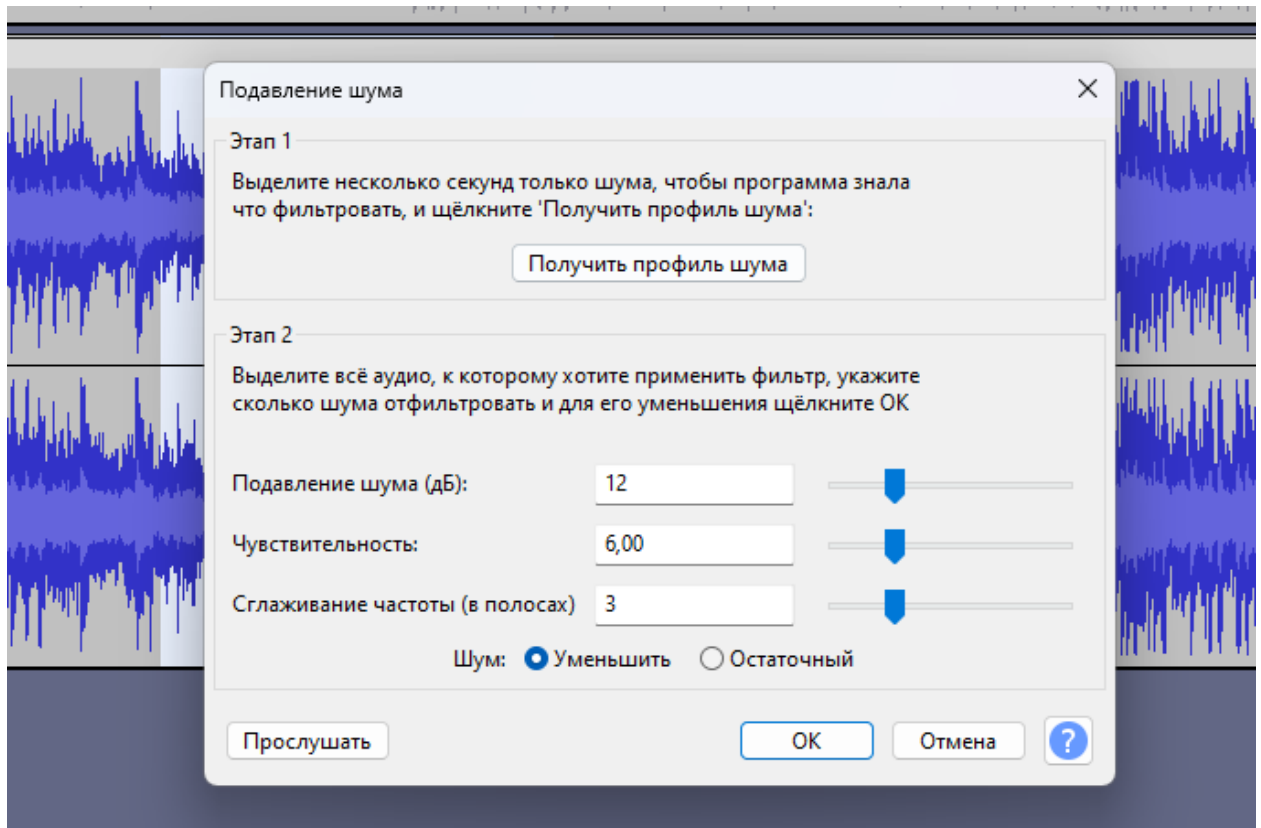 Подавление шума
Этап 1
Выделите несколько секунд только шума, чтобы программа знала
что фильтровать, и щёлкните 'Получить профиль шума':
Получить профиль шума
Этап 2
Выделите всё аудио, к которому хотите применить фильтр, укажите
сколько шума отфильтровать и для его уменьшения щёлкните OK
Подавление шума (дБ): 12
Чувствительность: 6,00
Сглаживание частоты (в полосах) 3
Шум: Уменьшить Остаточный
Прослушать OK Отмена ?